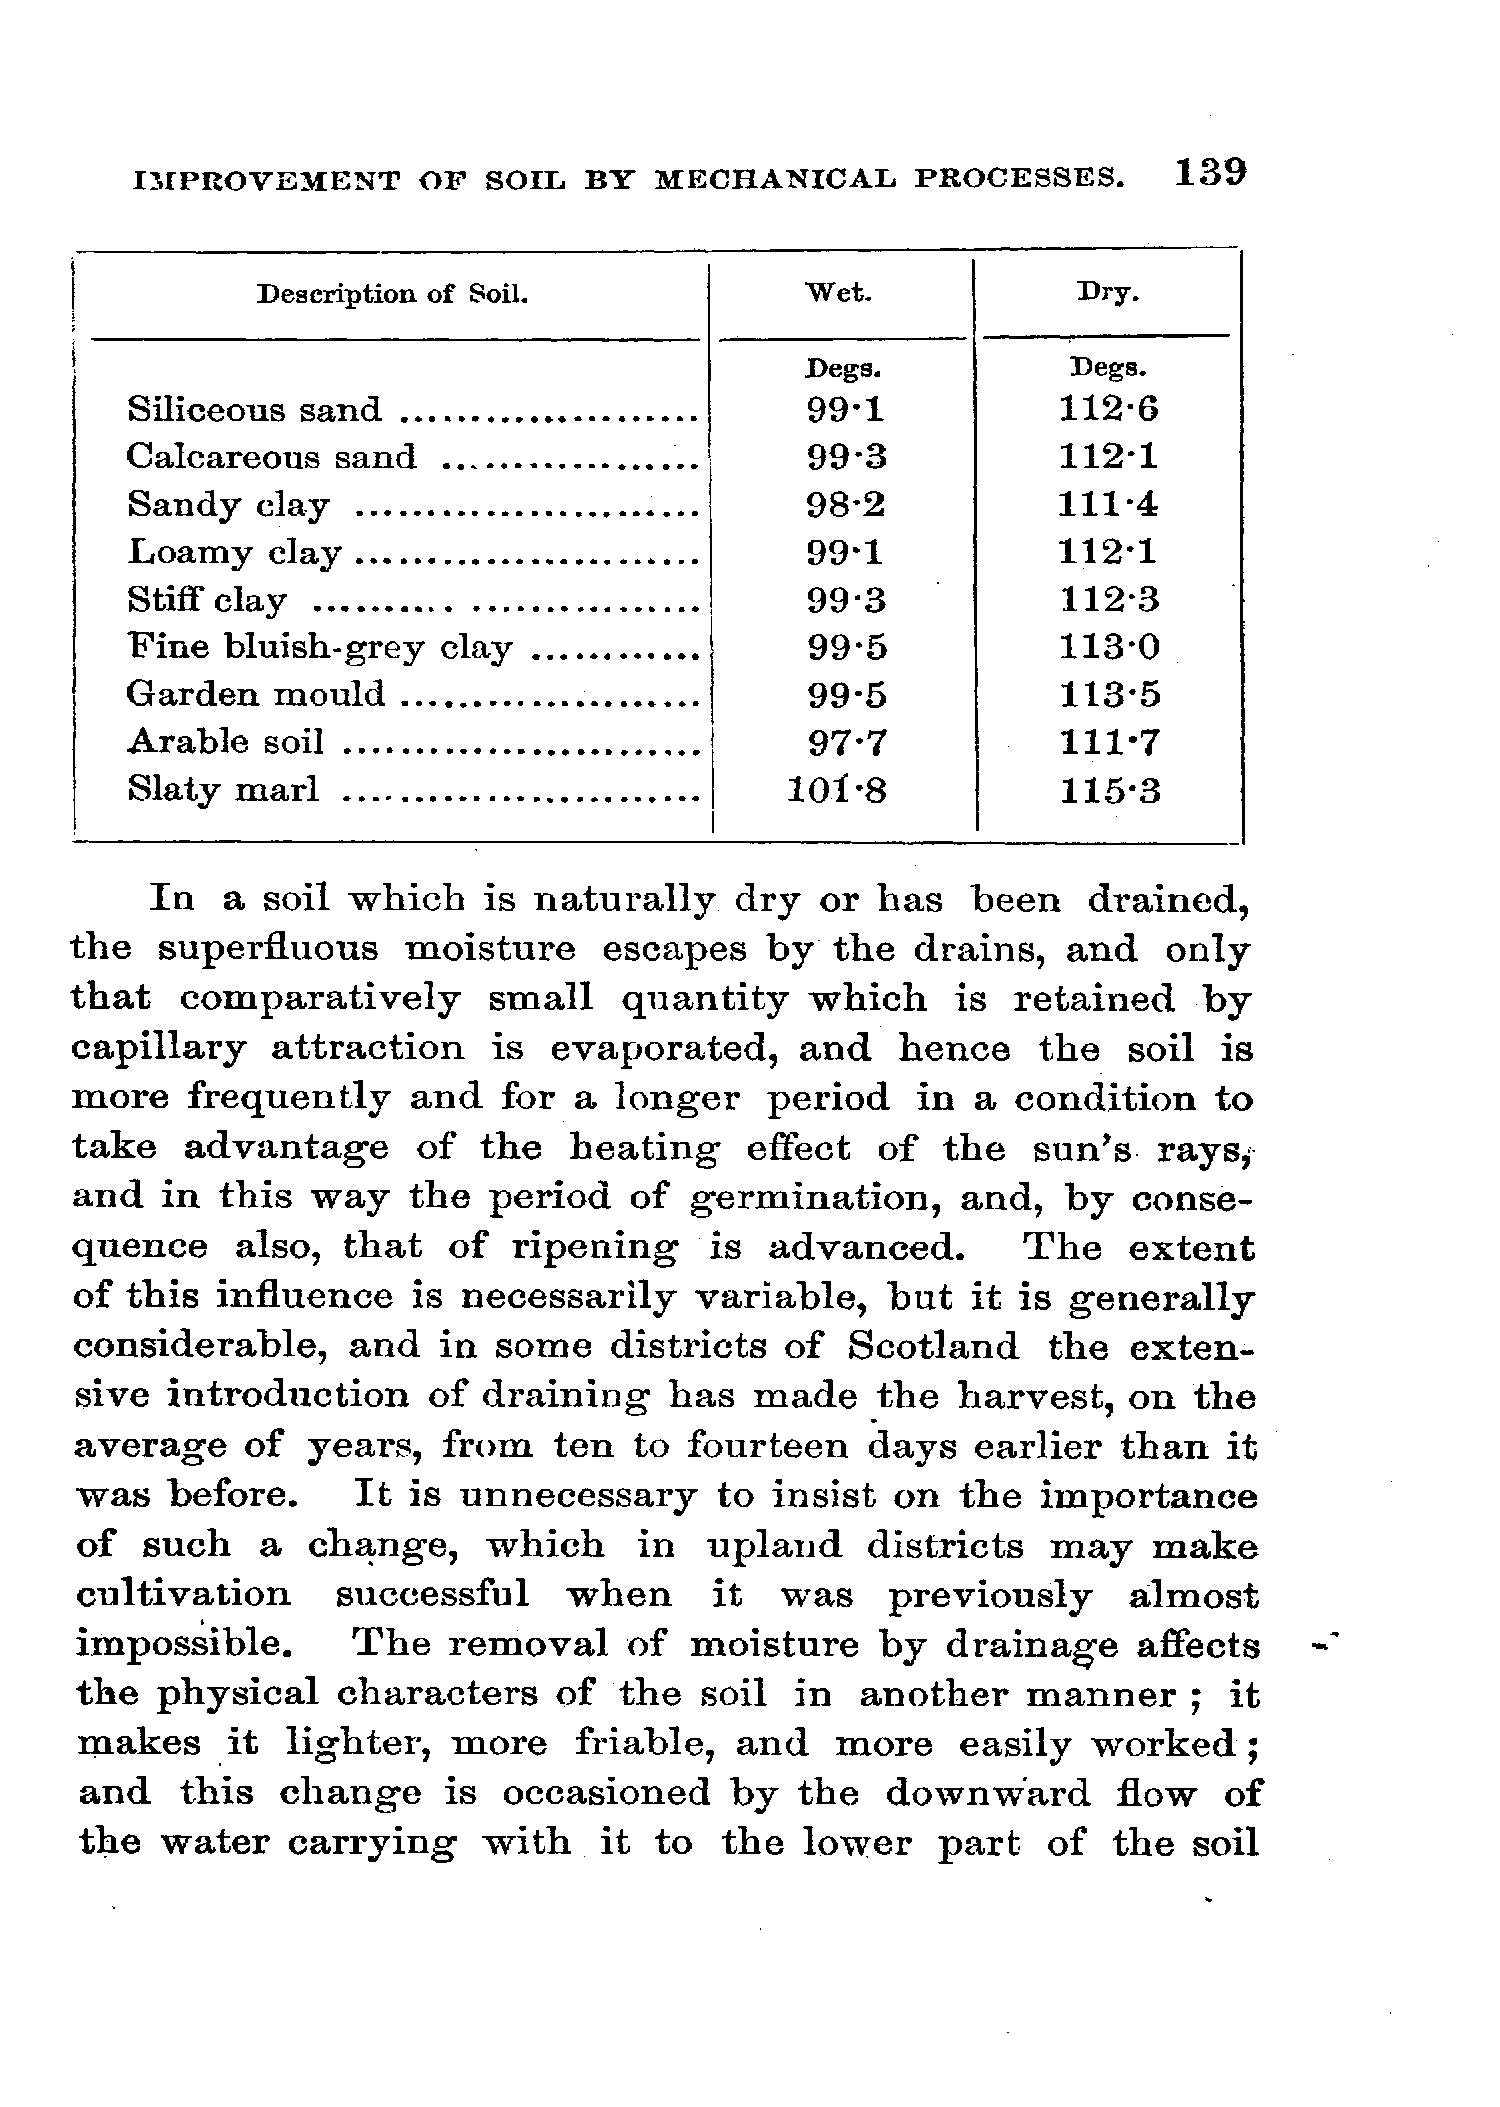 IMPROVEMENT OF SOIL BY MECHANICAL PROCESSES. 139
Description of Soil. Wet. Dry.
Degs. Degs.
Siliceous sand ..................... 99·1 112·6
Calcareous sand .................. 99·3 112·1
Sandy clay ........................ 98·2 111·4
Loamy clay ........................ 99·1 112·1
Stiff clay .......... ................ 99·3 112·3
Fine bluish-grey clay ............ 99·5 113·0
Garden mould ..................... 99·5 113·5
Arable soil ......................... 97·7 111·7
Slaty marl ......................... 101·8 115·3
In a soil which is naturally dry or has been drained,
the superfluous moisture escapes by the drains, and only
that comparatively small quantity which is retained by
capillary attraction is evaporated, and hence the soil is
more frequently and for a longer period in a condition to
take advantage of the heating effect of the sun's rays,
and in this way the period of germination, and, by conse-
quence also, that of ripening is advanced. The extent
of this influence is necessarily variable, but it is generally
considerable, and in some districts of Scotland the exten-
sive introduction of draining has made the harvest, on the
average of years, from ten to fourteen days earlier than it
was before. It is unnecessary to insist on the importance
of such a change, which in upland districts may make
cultivation successful when it was previously almost
impossible. The removal of moisture by drainage affects
the physical characters of the soil in another manner ; it
makes it lighter, more friable, and more easily worked ;
and this change is occasioned by the downward flow of
the water carrying with it to the lower part of the soil